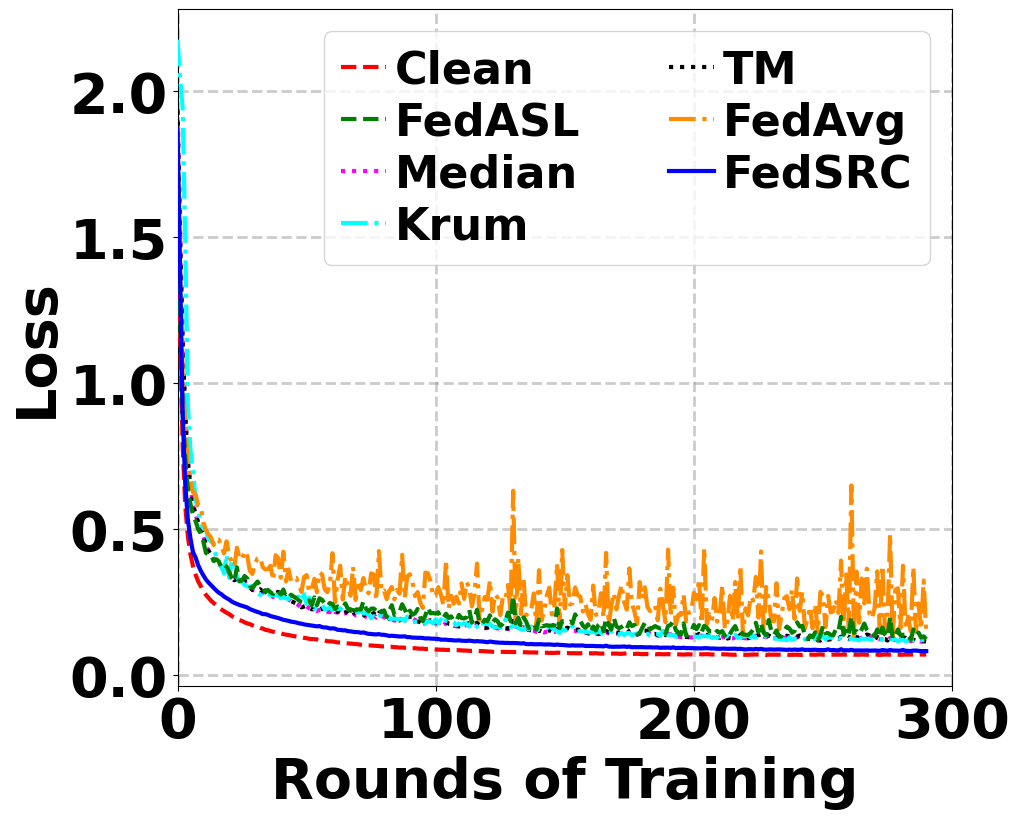 Clean
FedASL
Median
Krum
TM
FedAvg
FedSRC
Loss
2.0
1.5
1.0
0.5
0.0
0 100 200 300
Rounds of Training